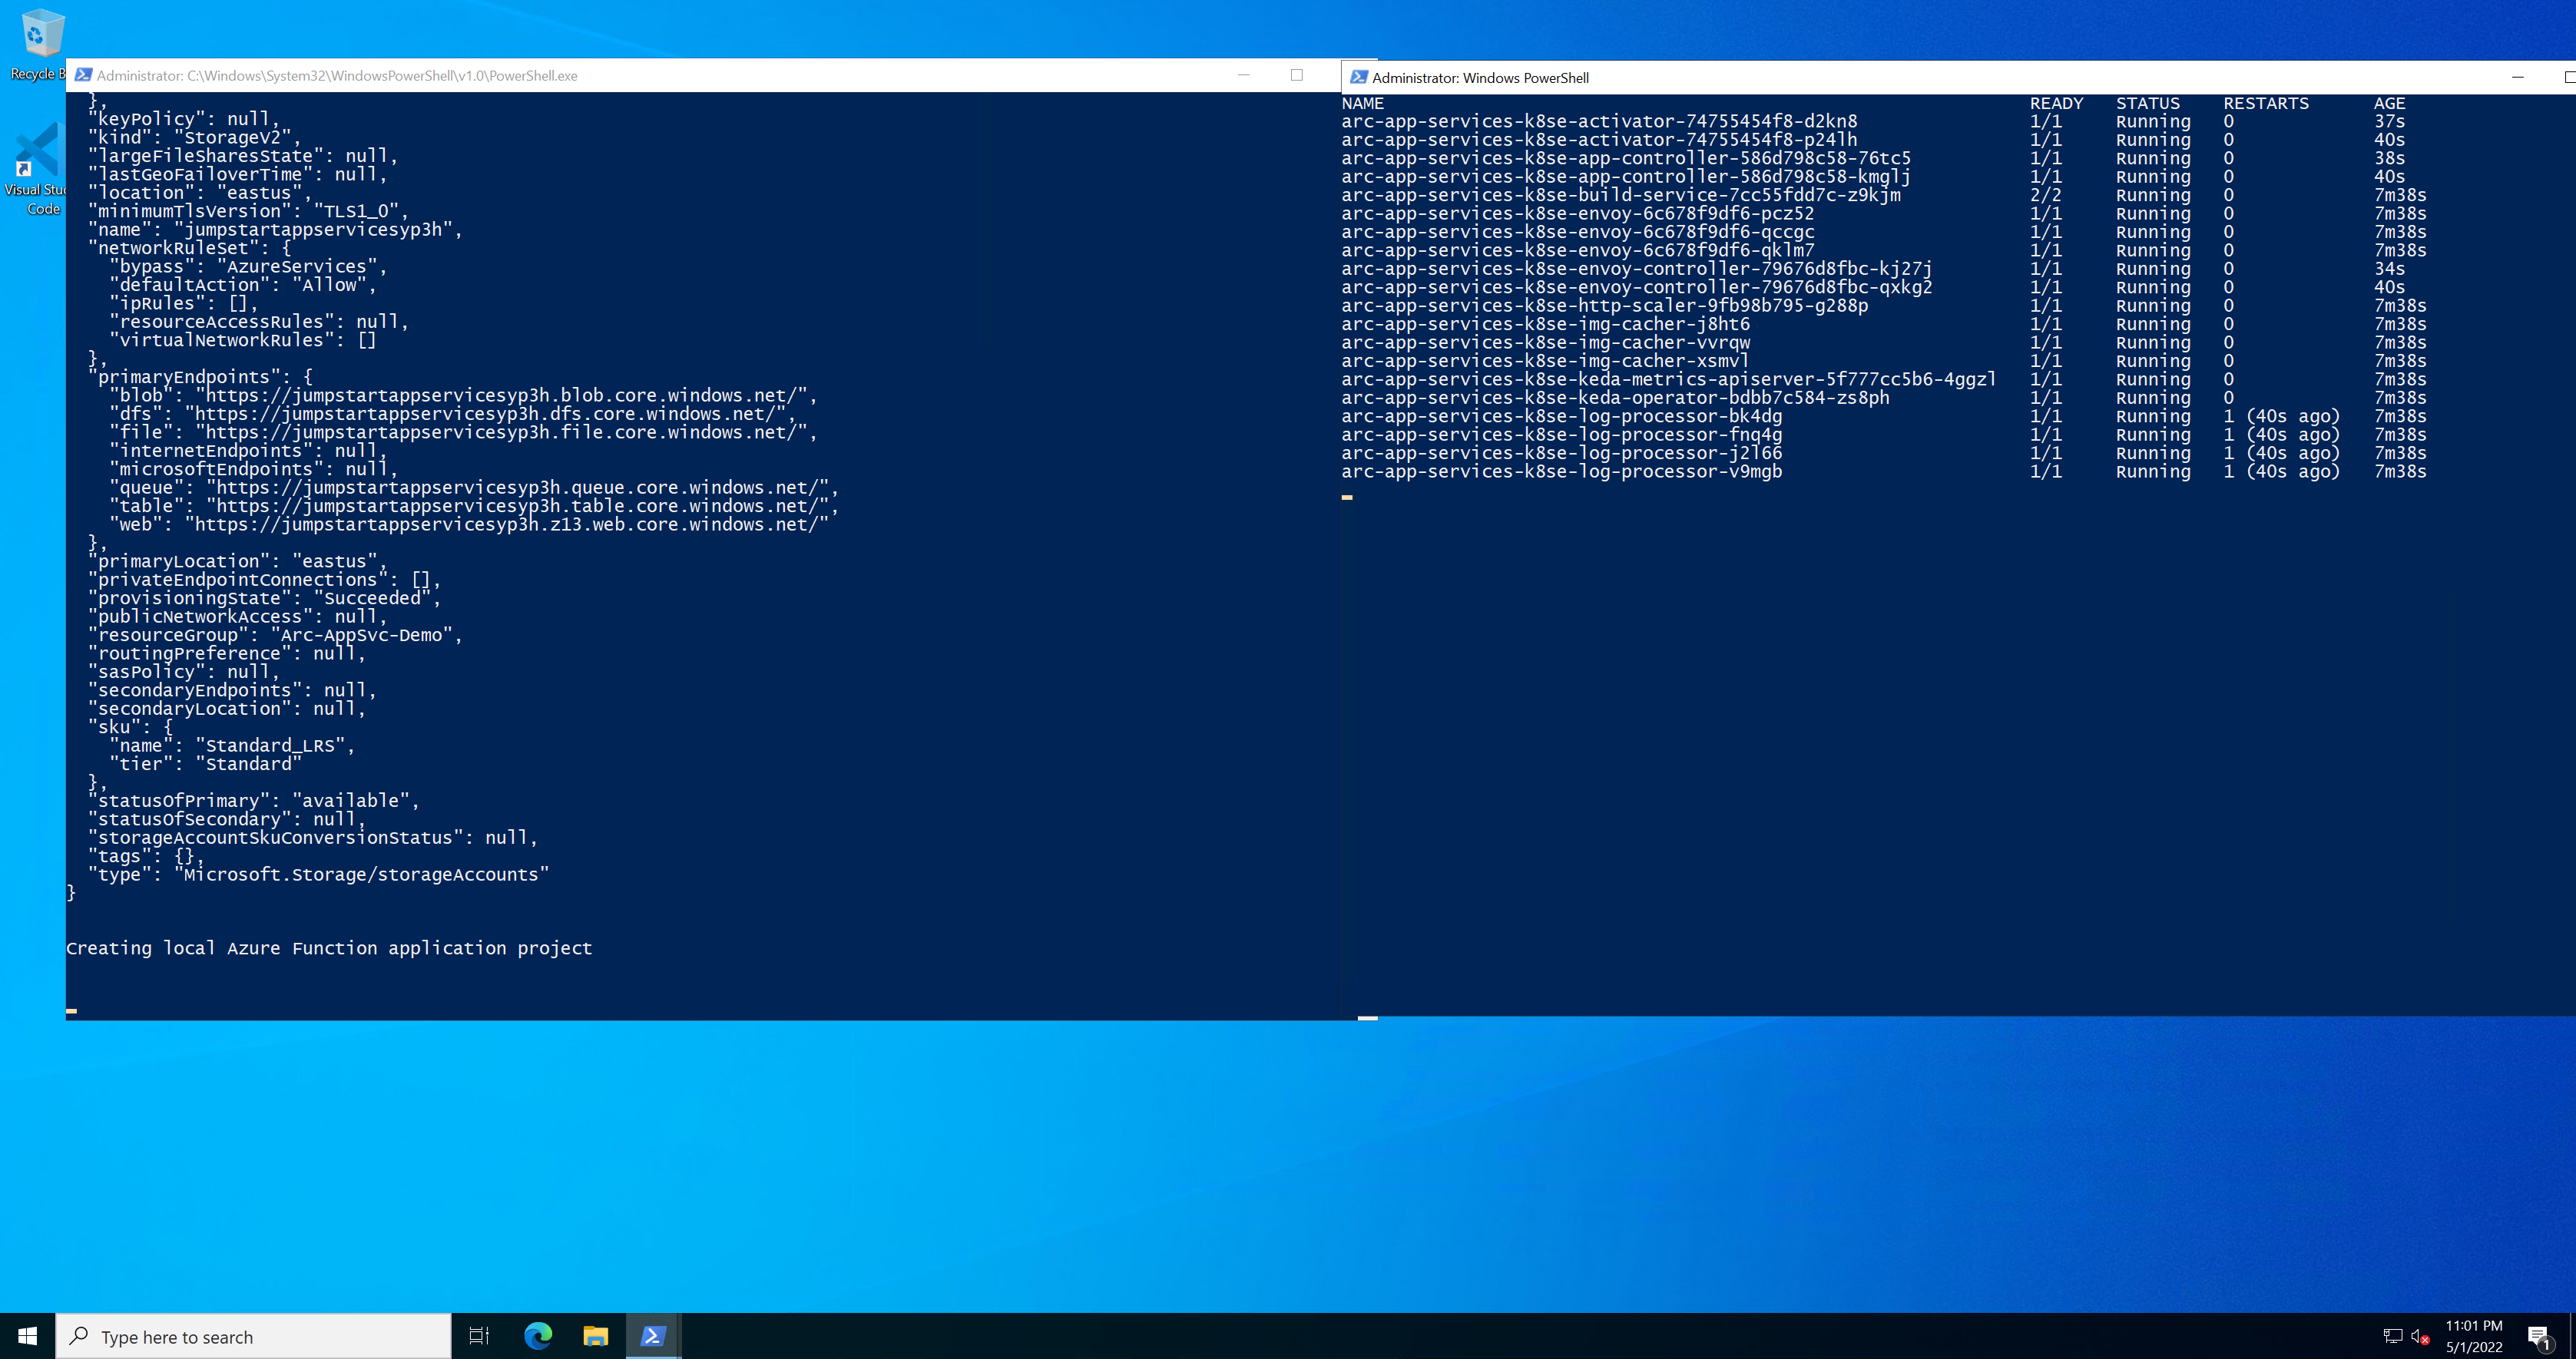 Recycle B
Visual Stud
Code
Administrator: C:\Windows\System32\WindowsPowerShell\v1.0\PowerShell.exe
  },
  "keyPolicy": null,
  "kind": "StorageV2",
  "largeFileSharesState": null,
  "lastGeoFailoverTime": null,
  "location": "eastus",
  "minimumTlsVersion": "TLS1_0",
  "name": "jumpstartappservicesyp3h",
  "networkRuleSet": {
    "bypass": "AzureServices",
    "defaultAction": "Allow",
    "ipRules": [],
    "resourceAccessRules": null,
    "virtualNetworkRules": []
  },
  "primaryEndpoints": {
    "blob": "https://jumpstartappservicesyp3h.blob.core.windows.net/",
    "dfs": "https://jumpstartappservicesyp3h.dfs.core.windows.net/",
    "file": "https://jumpstartappservicesyp3h.file.core.windows.net/",
    "internetEndpoints": null,
    "microsoftEndpoints": null,
    "queue": "https://jumpstartappservicesyp3h.queue.core.windows.net/",
    "table": "https://jumpstartappservicesyp3h.table.core.windows.net/",
    "web": "https://jumpstartappservicesyp3h.z13.web.core.windows.net/"
  },
  "primaryLocation": "eastus",
  "privateEndpointConnections": [],
  "provisioningState": "Succeeded",
  "publicNetworkAccess": null,
  "resourceGroup": "Arc-AppSvc-Demo",
  "routingPreference": null,
  "sasPolicy": null,
  "secondaryEndpoints": null,
  "secondaryLocation": null,
  "sku": {
    "name": "Standard_LRS",
    "tier": "Standard"
  },
  "statusOfPrimary": "available",
  "statusOfSecondary": null,
  "storageAccountSkuConversionStatus": null,
  "tags": {},
  "type": "Microsoft.Storage/storageAccounts"
}
Creating local Azure Function application project
Administrator: Windows PowerShell
NAME READY STATUS RESTARTS AGE
arc-app-services-k8se-activator-74755454f8-d2kn8 1/1 Running 0 37s
arc-app-services-k8se-activator-74755454f8-p24lh 1/1 Running 0 40s
arc-app-services-k8se-app-controller-586d798c58-76tc5 1/1 Running 0 38s
arc-app-services-k8se-app-controller-586d798c58-kmglj 1/1 Running 0 40s
arc-app-services-k8se-build-service-7cc55fdd7c-z9kjm 2/2 Running 0 7m38s
arc-app-services-k8se-envoy-6c678f9df6-pcz52 1/1 Running 0 7m38s
arc-app-services-k8se-envoy-6c678f9df6-qccgc 1/1 Running 0 7m38s
arc-app-services-k8se-envoy-6c678f9df6-qklm7 1/1 Running 0 7m38s
arc-app-services-k8se-envoy-controller-79676d8fbc-kj27j 1/1 Running 0 34s
arc-app-services-k8se-envoy-controller-79676d8fbc-qxkg2 1/1 Running 0 40s
arc-app-services-k8se-http-scaler-9fb98b795-g288p 1/1 Running 0 7m38s
arc-app-services-k8se-img-cacher-j8ht6 1/1 Running 0 7m38s
arc-app-services-k8se-img-cacher-vvrqw 1/1 Running 0 7m38s
arc-app-services-k8se-img-cacher-xsmvl 1/1 Running 0 7m38s
arc-app-services-k8se-keda-metrics-apiserver-5f777cc5b6-4ggzl 1/1 Running 0 7m38s
arc-app-services-k8se-keda-operator-bdbb7c584-zs8ph 1/1 Running 0 7m38s
arc-app-services-k8se-log-processor-bk4dg 1/1 Running 1 (40s ago) 7m38s
arc-app-services-k8se-log-processor-fnq4g 1/1 Running 1 (40s ago) 7m38s
arc-app-services-k8se-log-processor-j2l66 1/1 Running 1 (40s ago) 7m38s
arc-app-services-k8se-log-processor-v9mgb 1/1 Running 1 (40s ago) 7m38s
Type here to search
11:01 PM
5/1/2022
1